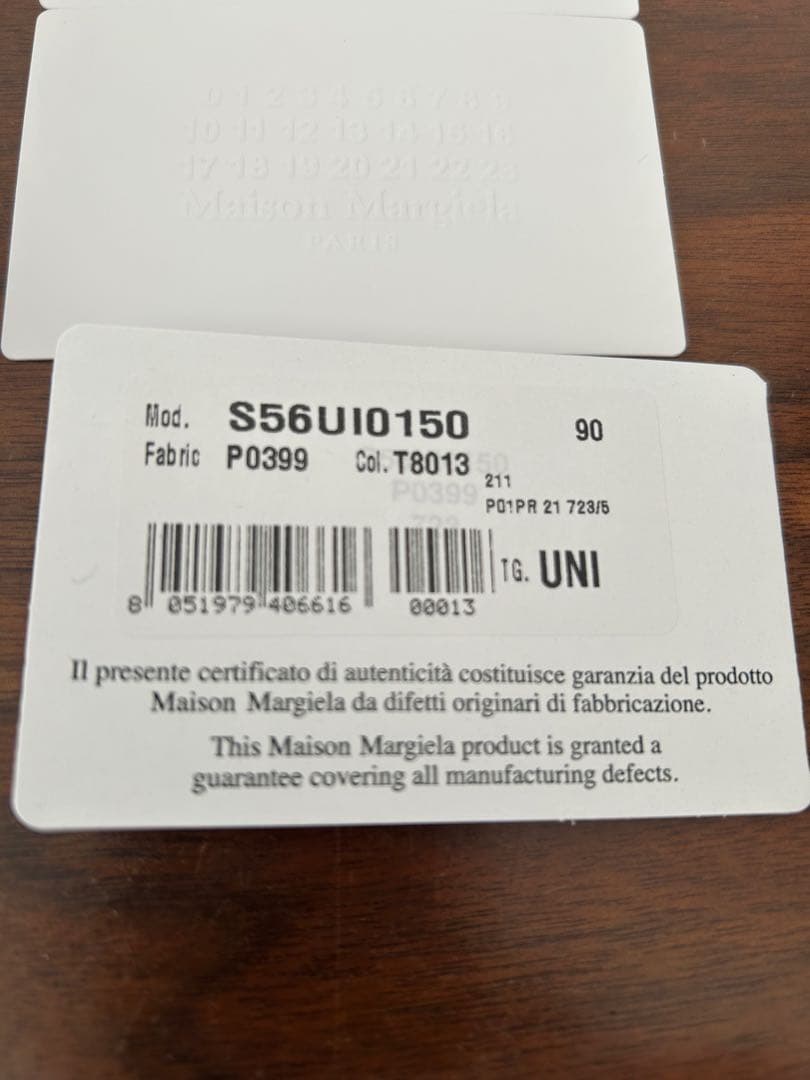 0 1 2 3 4 5 6 7 8 9
10 11 12 13 14 15 16
17 18 19 20 21 22 23
Maison Margiela
PARIS
Mod. S56UI0150 90
Fabric P0399 Col. T8013
211
P0399
P01PR 21 723/5
TG. UNI
8 051979 406616 00013
Il presente certificato di autenticità costituisce garanzia del prodotto
Maison Margiela da difetti originari di fabbricazione.
This Maison Margiela product is granted a
guarantee covering all manufacturing defects.